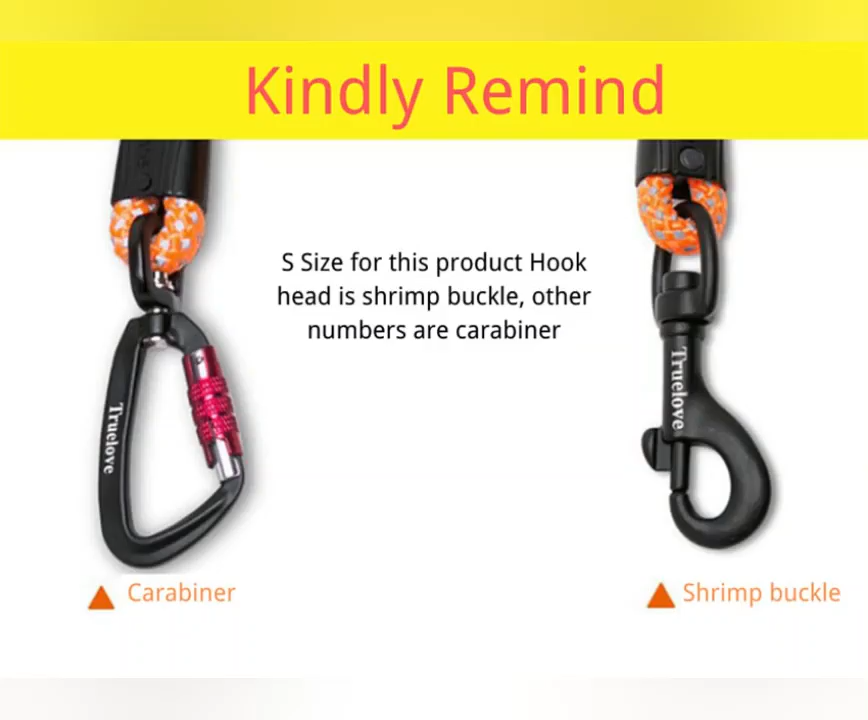 Kindly Remind
S Size for this product Hook
head is shrimp buckle, other
numbers are carabiner
Truelove
Truelove
Carabiner
Shrimp buckle